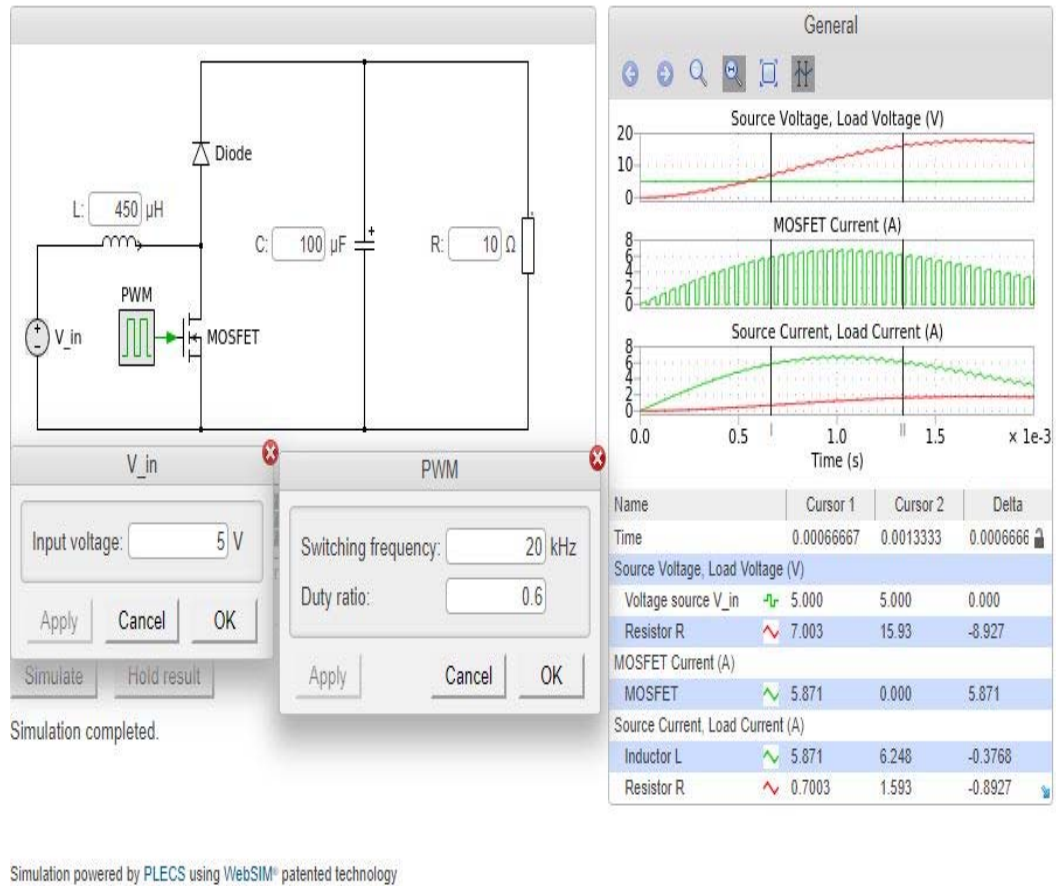 General
Diode
L: 450 μH
C: 100 μF
R: 10 Ω
PWM
V_in
MOSFET
+
-
+
V_in
Input voltage: 5 V
Apply Cancel OK
PWM
Switching frequency: 20 kHz
Duty ratio: 0.6
Apply Cancel OK
Simulate Hold result
Simulation completed.
Source Voltage, Load Voltage (V)
20
10
0
MOSFET Current (A)
8
6
4
2
0
Source Current, Load Current (A)
8
6
4
2
0
I II
0.0 0.5 1.0 1.5 × 1e-3
Time (s)
Name Cursor 1 Cursor 2 Delta
Time 0.00066667 0.0013333 0.0006666
Source Voltage, Load Voltage (V)
Voltage source V_in 5.000 5.000 0.000
Resistor R 7.003 15.93 -8.927
MOSFET Current (A)
MOSFET 5.871 0.000 5.871
Source Current, Load Current (A)
Inductor L 5.871 6.248 -0.3768
Resistor R 0.7003 1.593 -0.8927
Simulation powered by PLECS using WebSIM® patented technology